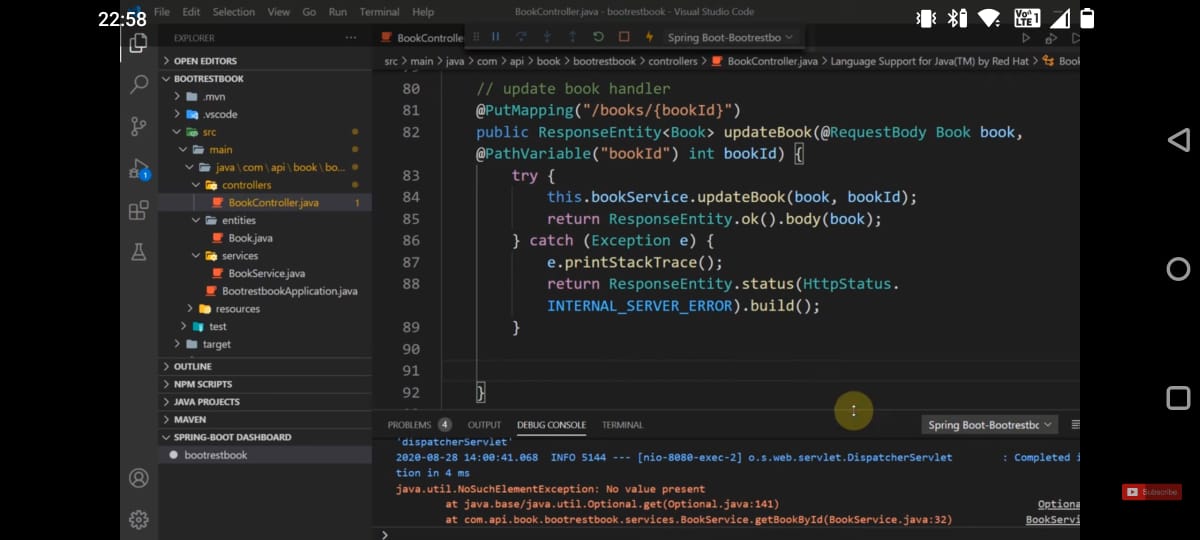 22:58
File Edit Selection View Go Run Terminal Help
BookController.java - bootrestbook - Visual Studio Code
Vo
LTE 1
EXPLORER
BookControlle
Spring Boot-Bootrestbo
OPEN EDITORS
BOOTRESTBOOK
.mvn
.vscode
src
main
java\com\api\book\bo...
controllers
BookController.java 1
entities
Book.java
services
BookService.java
BootrestbookApplication.java
resources
test
target
OUTLINE
NPM SCRIPTS
JAVA PROJECTS
MAVEN
SPRING-BOOT DASHBOARD
bootrestbook
1
src > main > java > com > api > book > bootrestbook > controllers > BookController.java > Language Support for Java(TM) by Red Hat > Book
80 // update book handler
81 @PutMapping("/books/{bookId}")
82 public ResponseEntity<Book> updateBook(@RequestBody Book book,
@PathVariable("bookId") int bookId) {
83 try {
84 this.bookService.updateBook(book, bookId);
85 return ResponseEntity.ok().body(book);
86 } catch (Exception e) {
87 e.printStackTrace();
88 return ResponseEntity.status(HttpStatus.
INTERNAL_SERVER_ERROR).build();
89 }
90
91
92 }
PROBLEMS 4 OUTPUT DEBUG CONSOLE TERMINAL
Spring Boot-Bootrestbc
'dispatcherServlet'
2020-08-28 14:00:41.068 INFO 5144 --- [nio-8080-exec-2] o.s.web.servlet.DispatcherServlet : Completed i
tion in 4 ms
java.util.NoSuchElementException: No value present
at java.base/java.util.Optional.get(Optional.java:141) Optiona
at com.api.book.bootrestbook.services.BookService.getBookById(BookService.java:32) BookServi
>
Subscribe